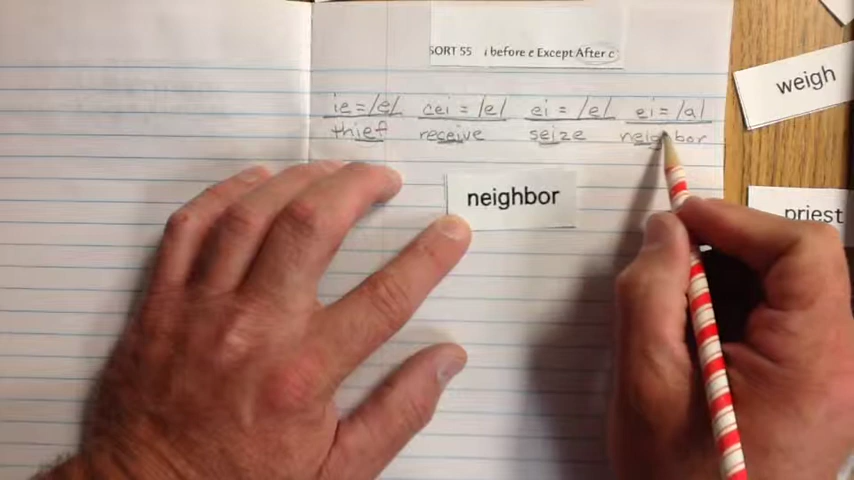 SORT 55 i before e Except After c
weigh
ie = /e/ cei = /e/ ei = /e/ ei = /a/
thief receive seize neighbor
neighbor
priest